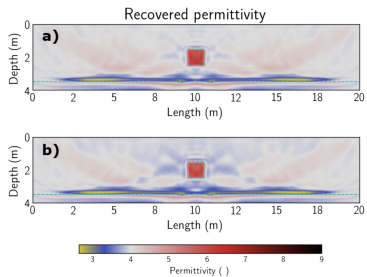 Recovered permittivity
a)
Depth (m)
0
2
4
0 2 5 8 10 12 15 18 20
Length (m)
b)
Depth (m)
0
2
4
0 2 5 8 10 12 15 18 20
Length (m)
3 4 5 6 7 8 9
Permittivity ( )